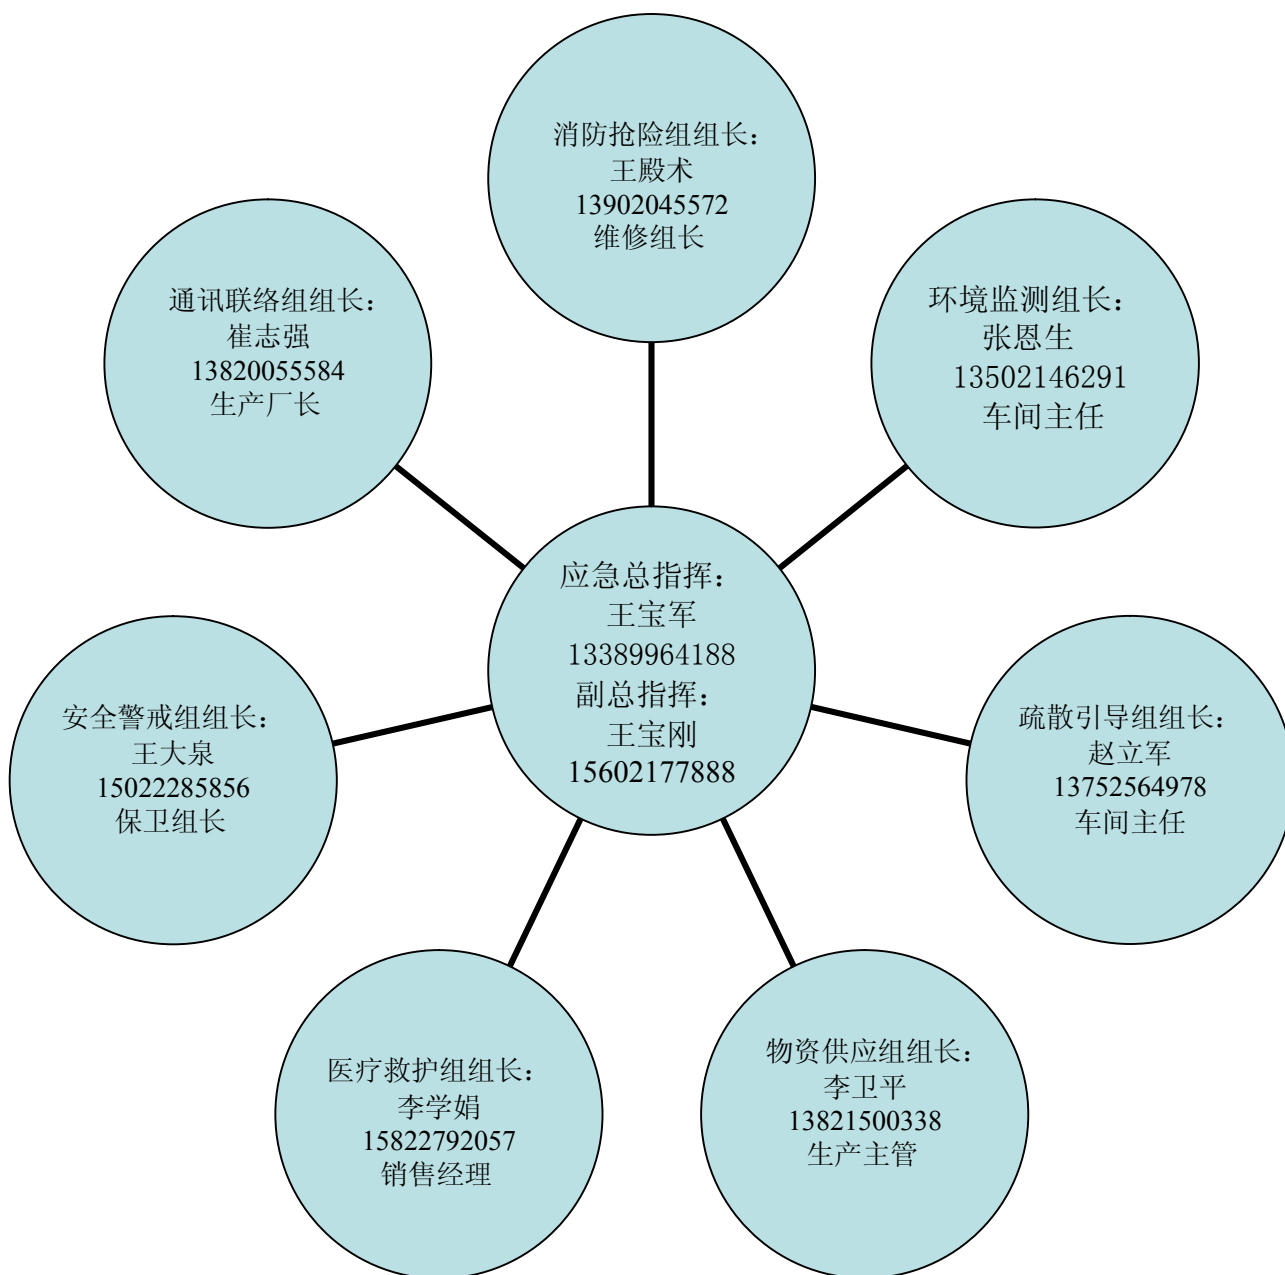 消防抢险组组长：
王殿术
13902045572
维修组长
通讯联络组组长：
崔志强
13820055584
生产厂长
环境监测组长：
张恩生
13502146291
车间主任
应急总指挥：
王宝军
13389964188
副总指挥：
王宝刚
15602177888
安全警戒组组长：
王大泉
15022285856
保卫组长
疏散引导组组长：
赵立军
13752564978
车间主任
医疗救护组组长：
李学娟
15822792057
销售经理
物资供应组组长：
李卫平
13821500338
生产主管